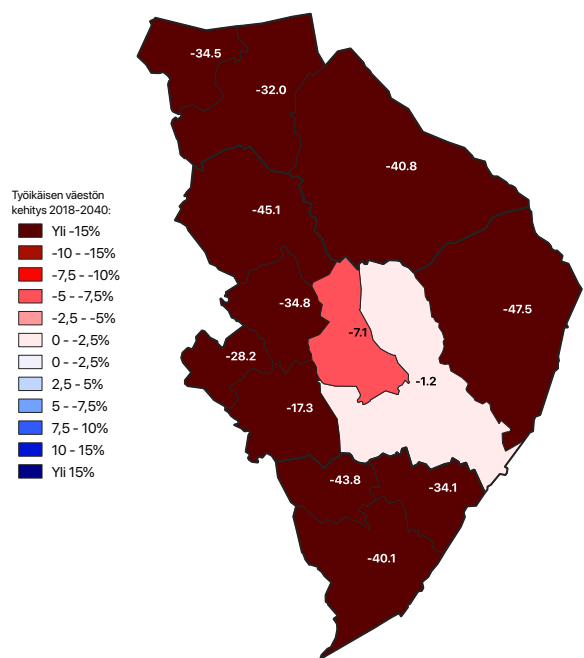 -34.5
-32.0
-40.8
-45.1
Työikäisen väestön
kehitys 2018-2040:
Yli -15%
-10 - -15%
-7,5 - -10%
-5 - -7,5%
-2,5 - -5%
0 - -2,5%
0 - -2,5%
2,5 - 5%
5 - -7,5%
7,5 - 10%
10 - 15%
Yli 15%
-34.8
-47.5
-7.1
-28.2
-1.2
-17.3
-43.8
-34.1
-40.1